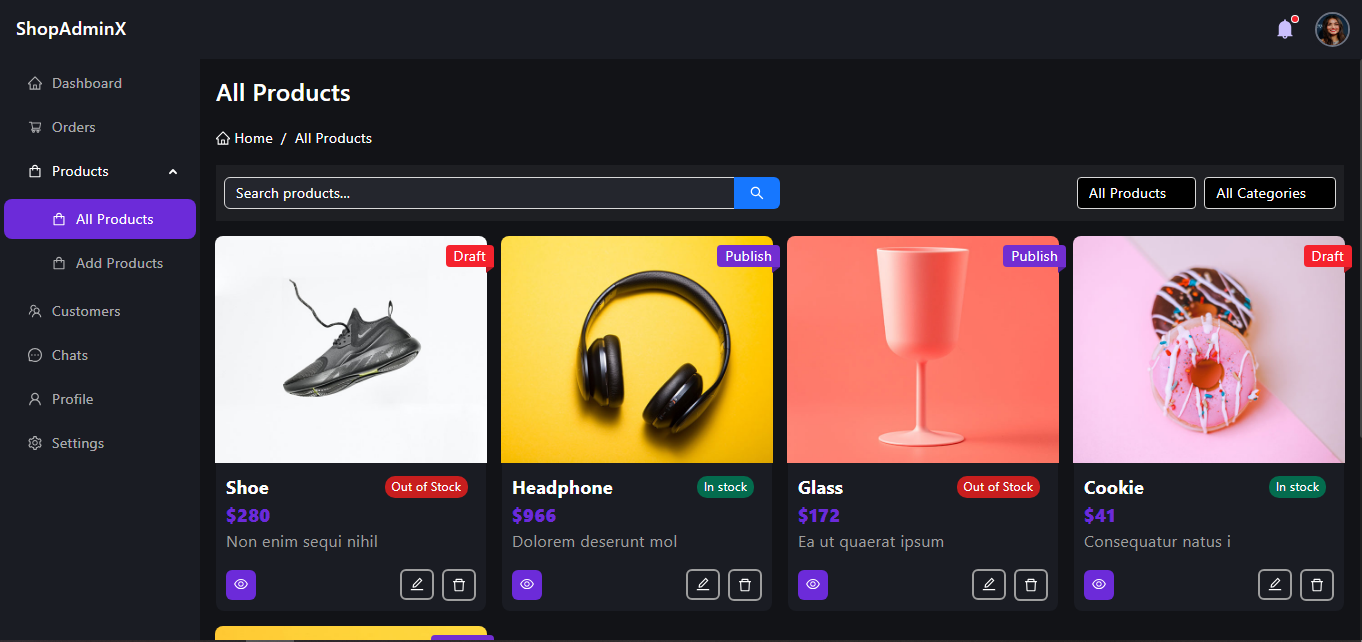 ShopAdminX
Dashboard
Orders
Products
All Products
Add Products
Customers
Chats
Profile
Settings
All Products
Home / All Products
Search products...
All Products
All Categories
Draft
Shoe
Out of Stock
$280
Non enim sequi nihil
Publish
Headphone
In stock
$966
Dolorem deserunt mol
Publish
Glass
Out of Stock
$172
Ea ut quaerat ipsum
Draft
Cookie
In stock
$41
Consequatur natus i